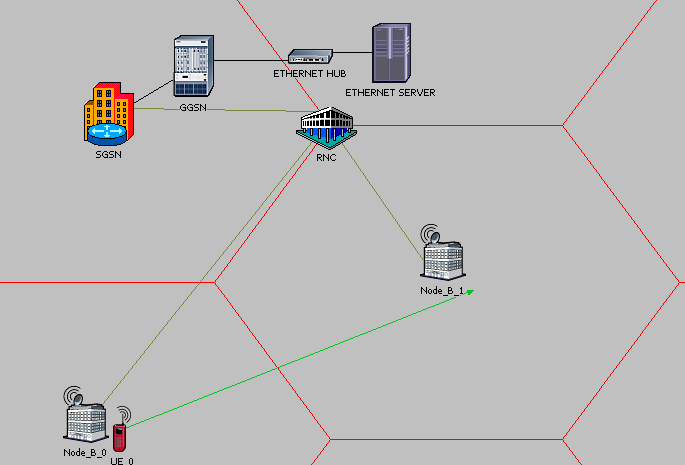 ETHERNET HUB
ETHERNET SERVER
GGSN
SGSN
RNC
Node_B_1
Node_B_0
UE_0